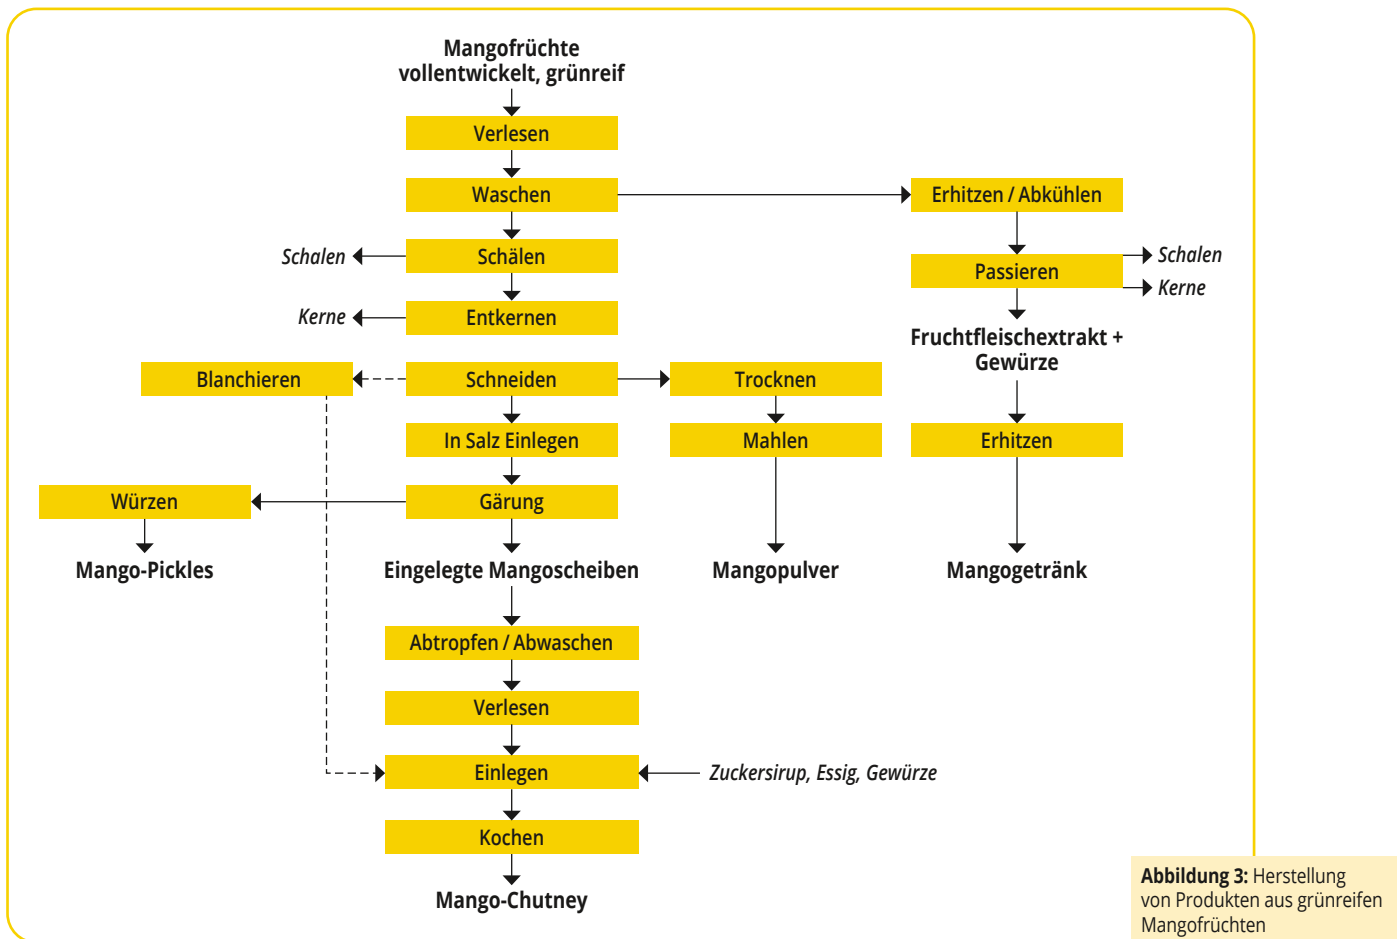 Mangofrüchte
vollentwickelt, grünreif
Verlesen
Waschen
Erhitzen / Abkühlen
Schalen
Schälen
Passieren
Schalen
Kerne
Kerne
Entkernen
Fruchtfleischextrakt +
Gewürze
Blanchieren
Schneiden
Trocknen
In Salz Einlegen
Mahlen
Erhitzen
Würzen
Gärung
Mango-Pickles
Eingelegte Mangoscheiben
Mangopulver
Mangogetränk
Abtropfen / Abwaschen
Verlesen
Einlegen
Zuckersirup, Essig, Gewürze
Kochen
Mango-Chutney
Abbildung 3: Herstellung
von Produkten aus grünreifen
Mangofrüchten